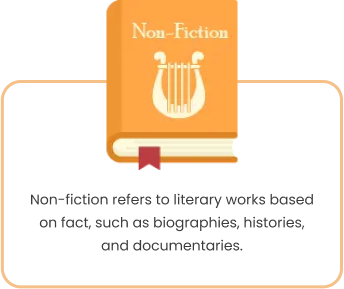 Non-Fiction
Non-fiction refers to literary works based
on fact, such as biographies, histories,
and documentaries.